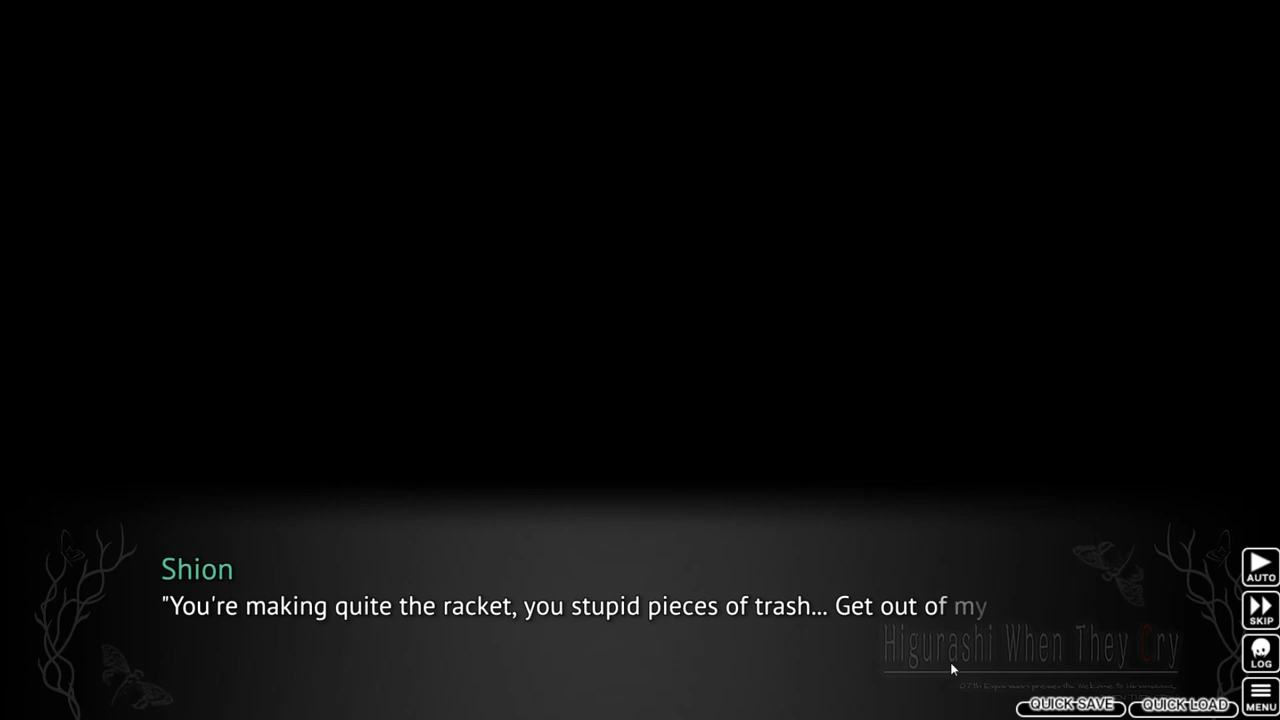 Shion
"You're making quite the racket, you stupid pieces of trash... Get out of my
Higurashi When They Cry
AUTO
SKIP
LOG
MENU
QUICK SAVE
QUICK LOAD